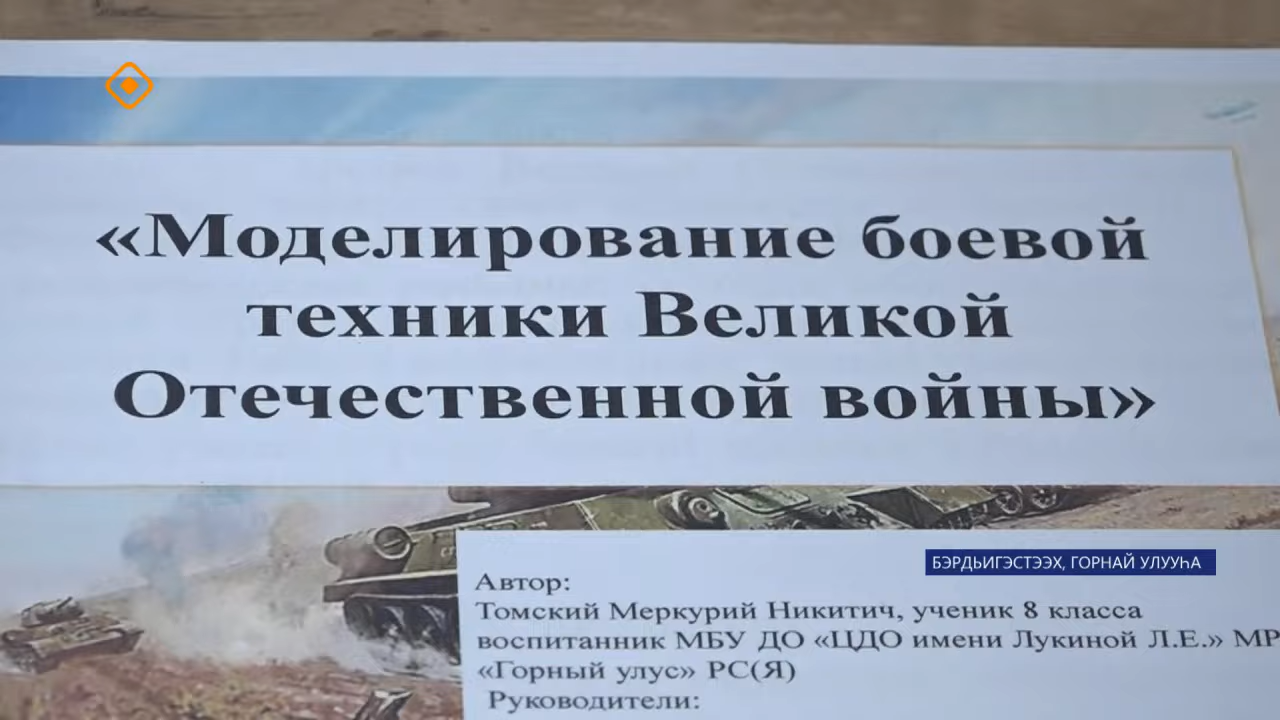 «Моделирование боевой
техники Великой
Отечественной войны»
БЭРДЬИГЭСТЭЭХ, ГОРНАЙ УЛУУҺА
Автор:
Томский Меркурий Никитич, ученик 8 класса
воспитанник МБУ ДО «ЦДО имени Лукиной Л.Е.» МР
«Горный улус» РС(Я)
Руководители: